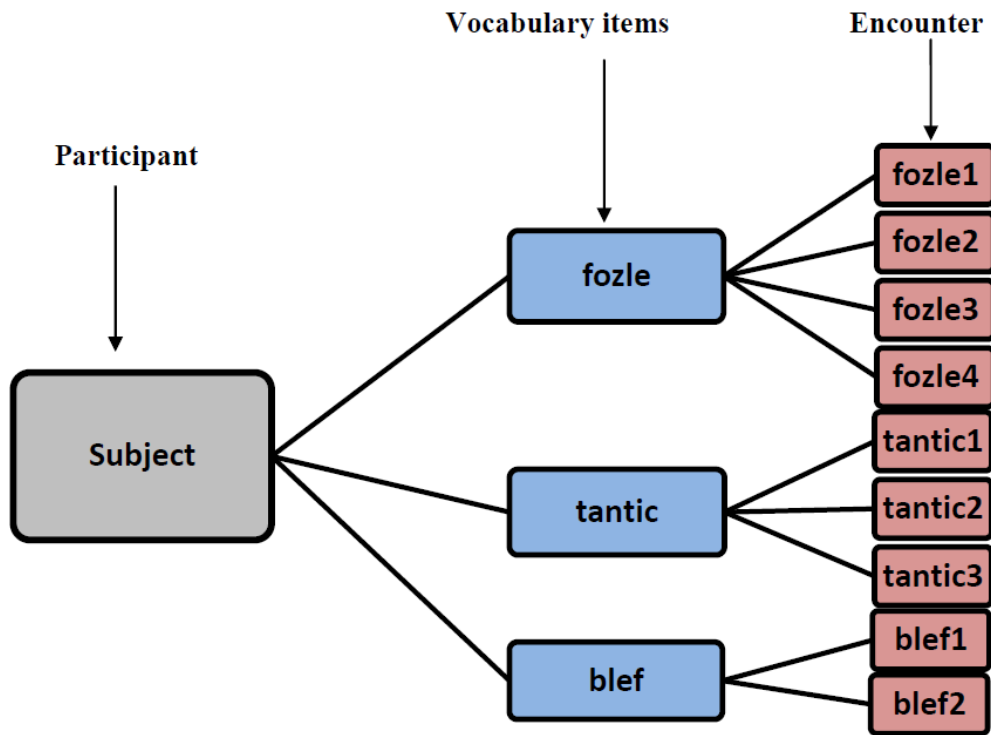 Vocabulary items
Encounter
Participant
fozle1
fozle2
fozle
fozle3
fozle4
Subject
tantic1
tantic
tantic2
tantic3
blef1
blef
blef2